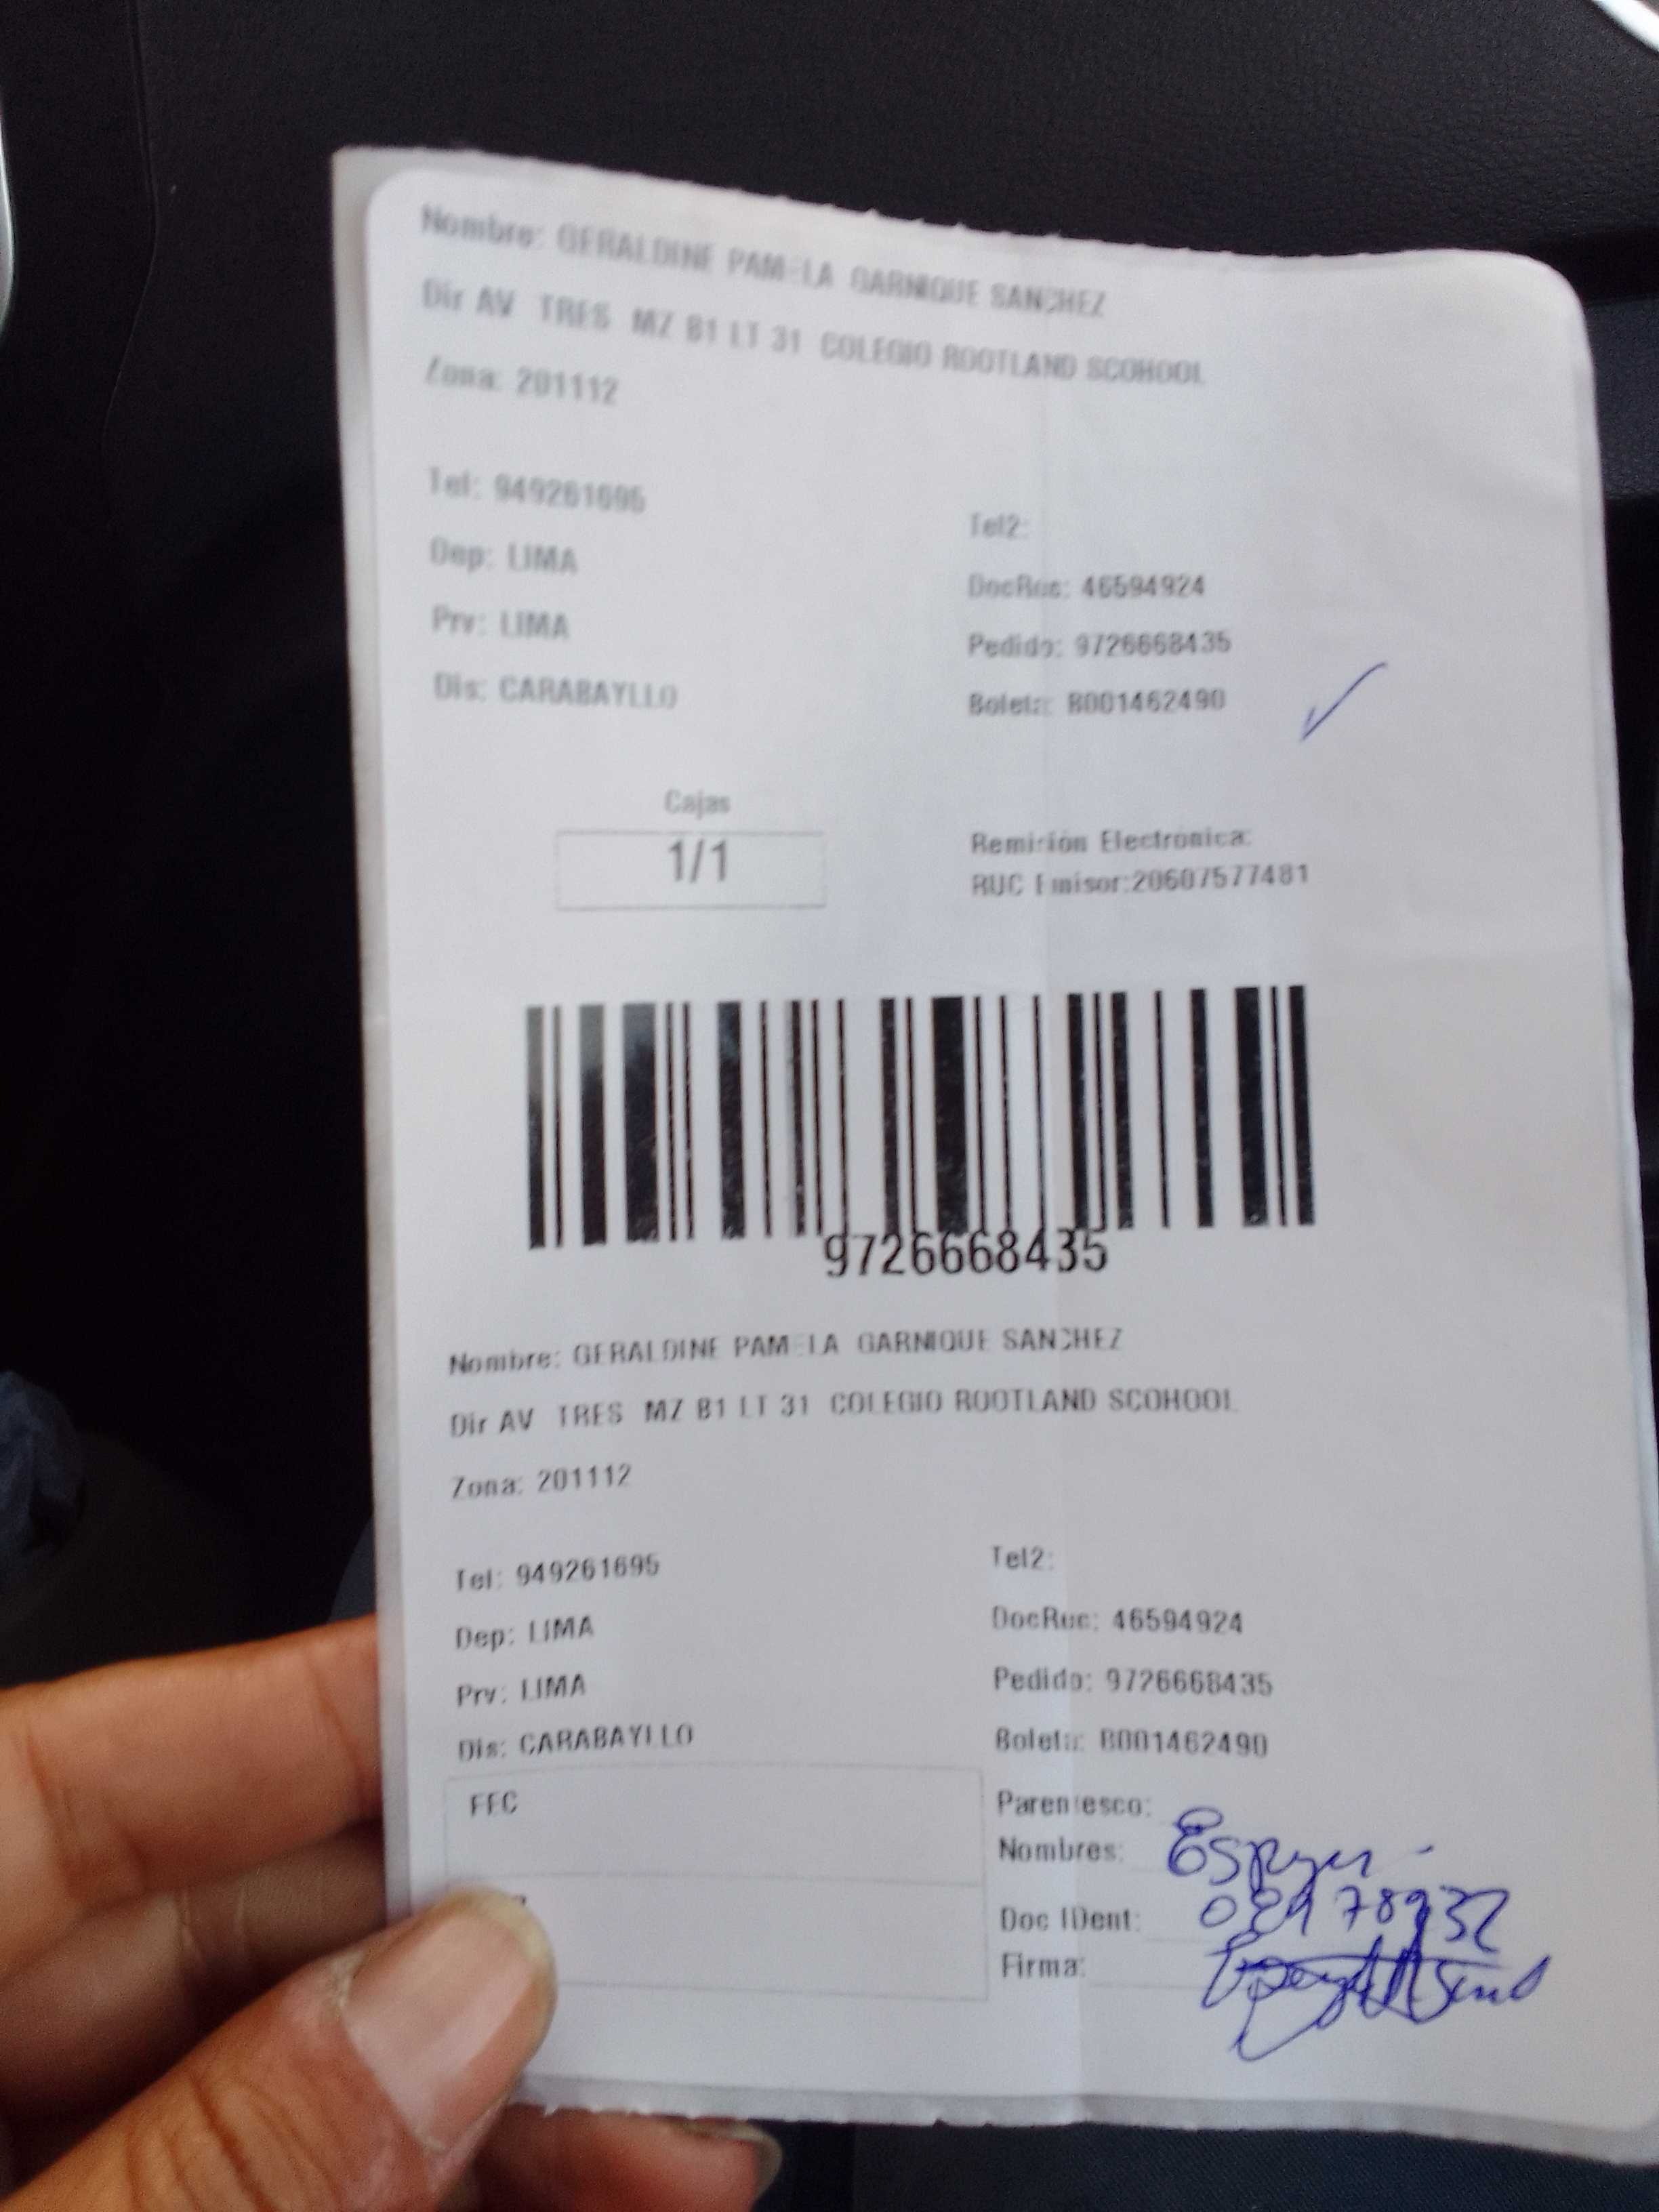 Nombre: GERALDINE PAMELA GARNIQUE SANCHEZ
Dir AV TRES MZ B1 LT 31 COLEGIO ROOTLAND SCOHOOL
Zona: 201112
Tel: 949261695
Tel2:
Dep: LIMA
DocRuc: 46594924
Prv: LIMA
Pedido: 9726668435
Dis: CARABAYLLO
Boleta: B001462490
Cajas
1/1
Remisión Electrónica:
RUC Emisor:20607577481
9726668435
Nombre: GERALDINE PAMELA GARNIQUE SANCHEZ
Dir AV TRES MZ B1 LT 31 COLEGIO ROOTLAND SCOHOOL
Zona: 201112
Tel: 949261695
Tel2:
Dep: LIMA
DocRuc: 46594924
Prv: LIMA
Pedido: 9726668435
Dis: CARABAYLLO
Boleta: B001462490
FEC
Parentesco:
Nombres:
Doc IDent:
Firma: